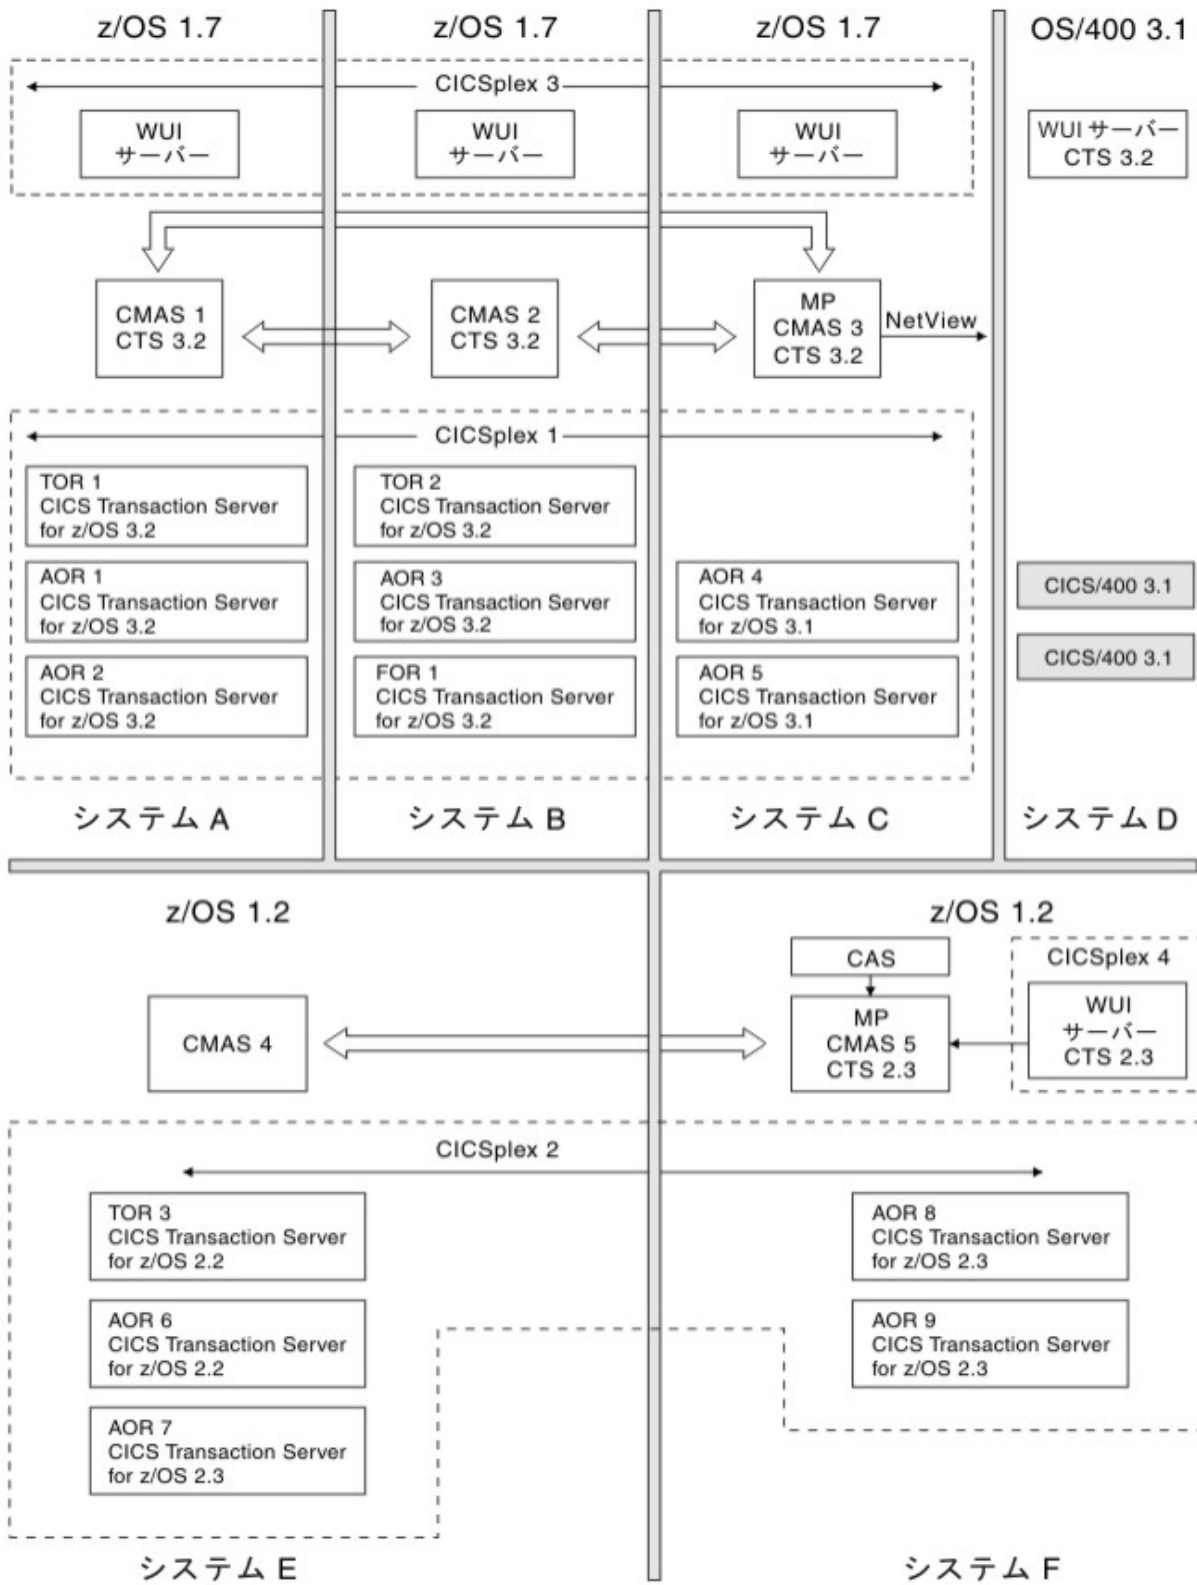 z/OS 1.7
z/OS 1.7
z/OS 1.7
OS/400 3.1
CICSplex 3
WUI
サーバー
WUI
サーバー
WUI
サーバー
WUI サーバー
CTS 3.2
CMAS 1
CTS 3.2
CMAS 2
CTS 3.2
MP
CMAS 3
CTS 3.2
NetView
CICSplex 1
TOR 1
CICS Transaction Server
for z/OS 3.2
TOR 2
CICS Transaction Server
for z/OS 3.2
AOR 1
CICS Transaction Server
for z/OS 3.2
AOR 3
CICS Transaction Server
for z/OS 3.2
AOR 4
CICS Transaction Server
for z/OS 3.1
CICS/400 3.1
AOR 2
CICS Transaction Server
for z/OS 3.2
FOR 1
CICS Transaction Server
for z/OS 3.2
AOR 5
CICS Transaction Server
for z/OS 3.1
CICS/400 3.1
システム A
システム B
システム C
システム D
z/OS 1.2
z/OS 1.2
CAS
CICSplex 4
CMAS 4
MP
CMAS 5
CTS 2.3
WUI
サーバー
CTS 2.3
CICSplex 2
TOR 3
CICS Transaction Server
for z/OS 2.2
AOR 8
CICS Transaction Server
for z/OS 2.3
AOR 6
CICS Transaction Server
for z/OS 2.2
AOR 9
CICS Transaction Server
for z/OS 2.3
AOR 7
CICS Transaction Server
for z/OS 2.3
システム E
システム F